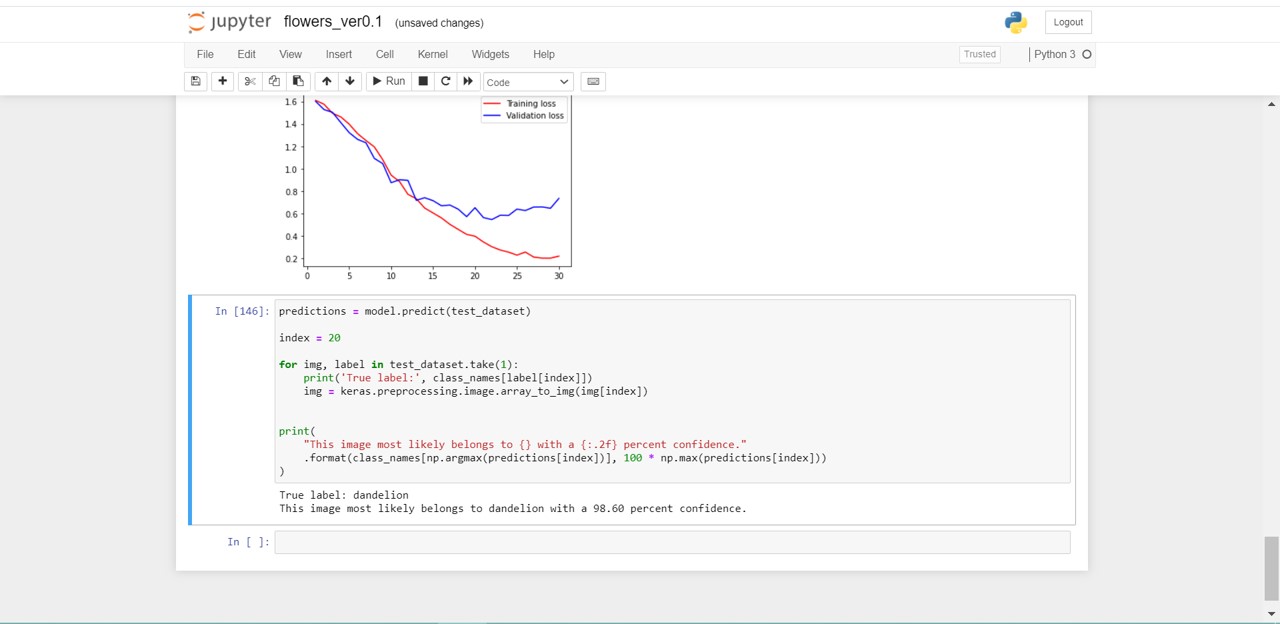 jupyter flowers_ver0.1 (unsaved changes) Logout
File Edit View Insert Cell Kernel Widgets Help Trusted Python 3
Run Code
1.6
1.4
1.2
1.0
0.8
0.6
0.4
0.2
0 5 10 15 20 25 30
Training loss
Validation loss
In [146]: predictions = model.predict(test_dataset)
index = 20
for img, label in test_dataset.take(1):
    print('True label:', class_names[label[index]])
    img = keras.preprocessing.image.array_to_img(img[index])
print(
    "This image most likely belongs to {} with a {:.2f} percent confidence."
    .format(class_names[np.argmax(predictions[index])], 100 * np.max(predictions[index]))
)
True label: dandelion
This image most likely belongs to dandelion with a 98.60 percent confidence.
In [ ]: